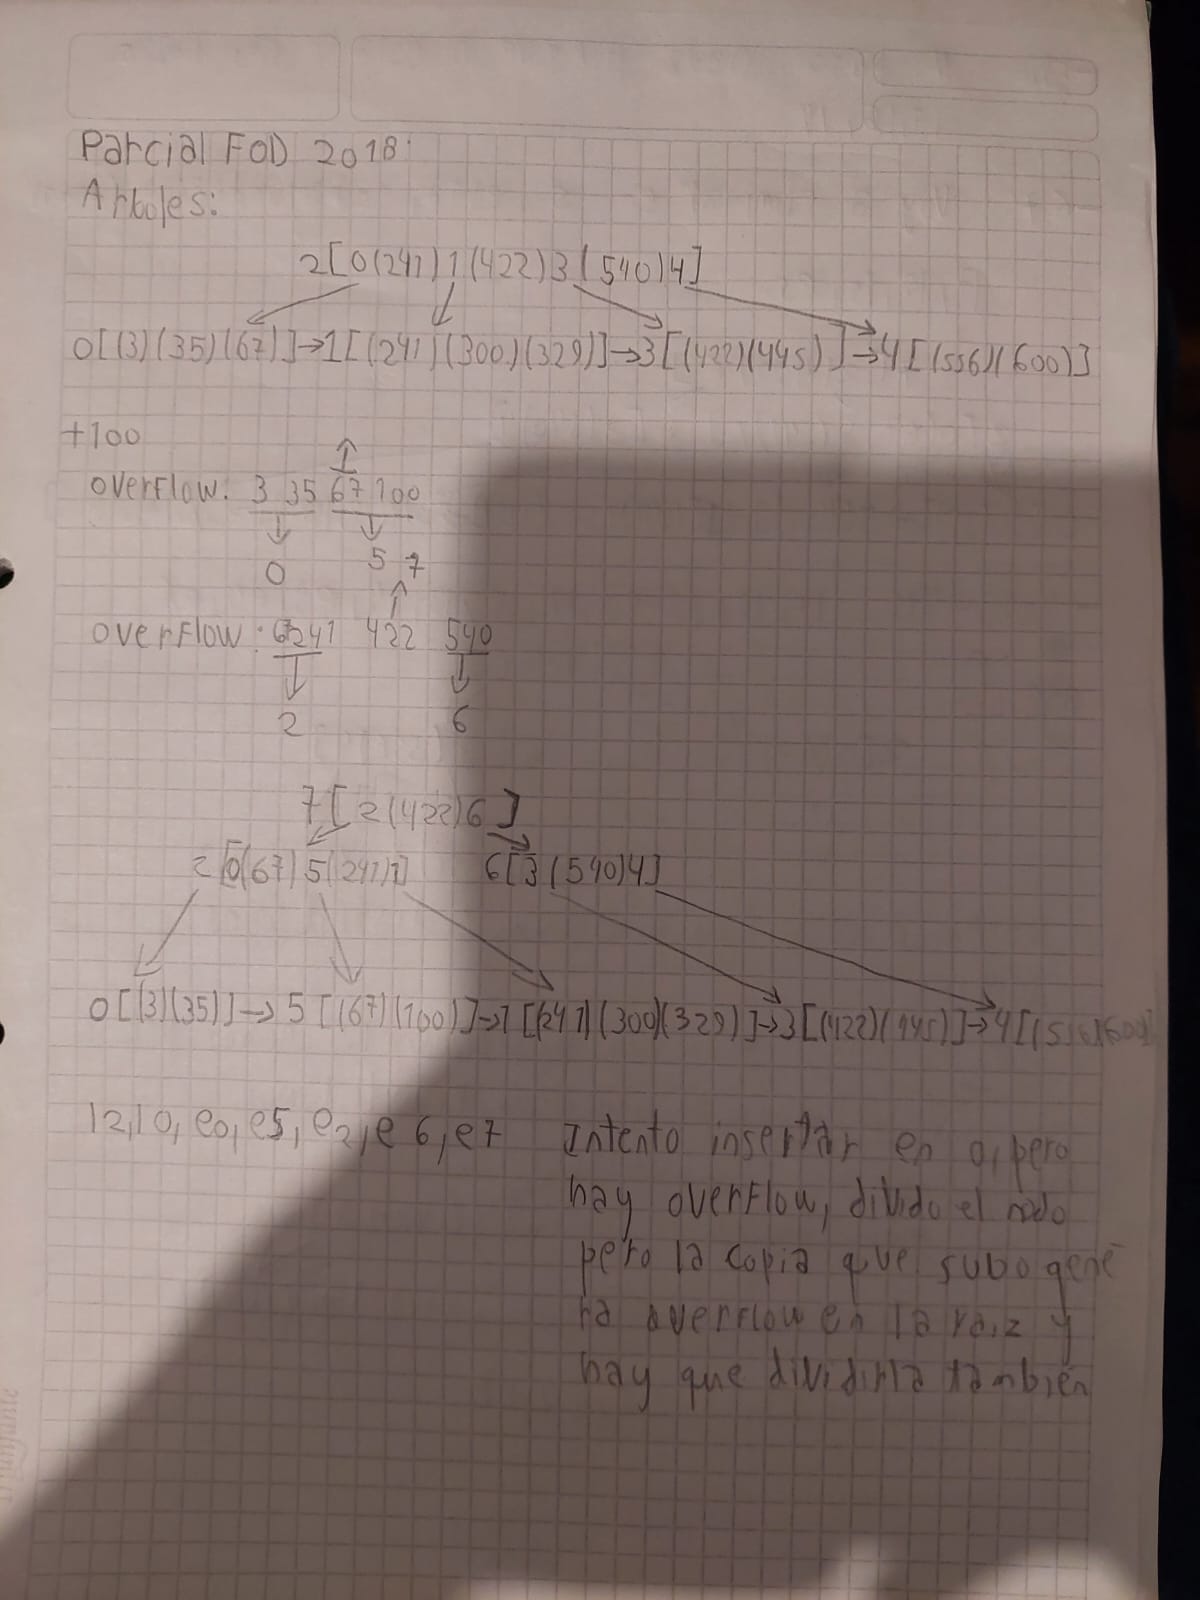 Parcial FOD 2018:
Arboles:
2[0(241)1(422)3(540)4]
0[(3)(35)(67)]→1[(241)(300)(329)]→3[(422)(445)]→4[(556)(600)]
+100
overflow: 3 35 67 100
0 5 7
overflow: 67 241 422 540
2 6
7[2(422)6]
2[0(67)5(241)1] 6[3(540)4]
0[(3)(35)]→5[(67)(100)]→1[(241)(300)(329)]→3[(422)(445)]→4[(556)(600)]
l2, l0, e0, e5, e2, e6, e7 Intento insertar en 0, pero
hay overflow, divido el nodo
pero la copia que subo gene
ra overflow en la raiz y
hay que dividirla también